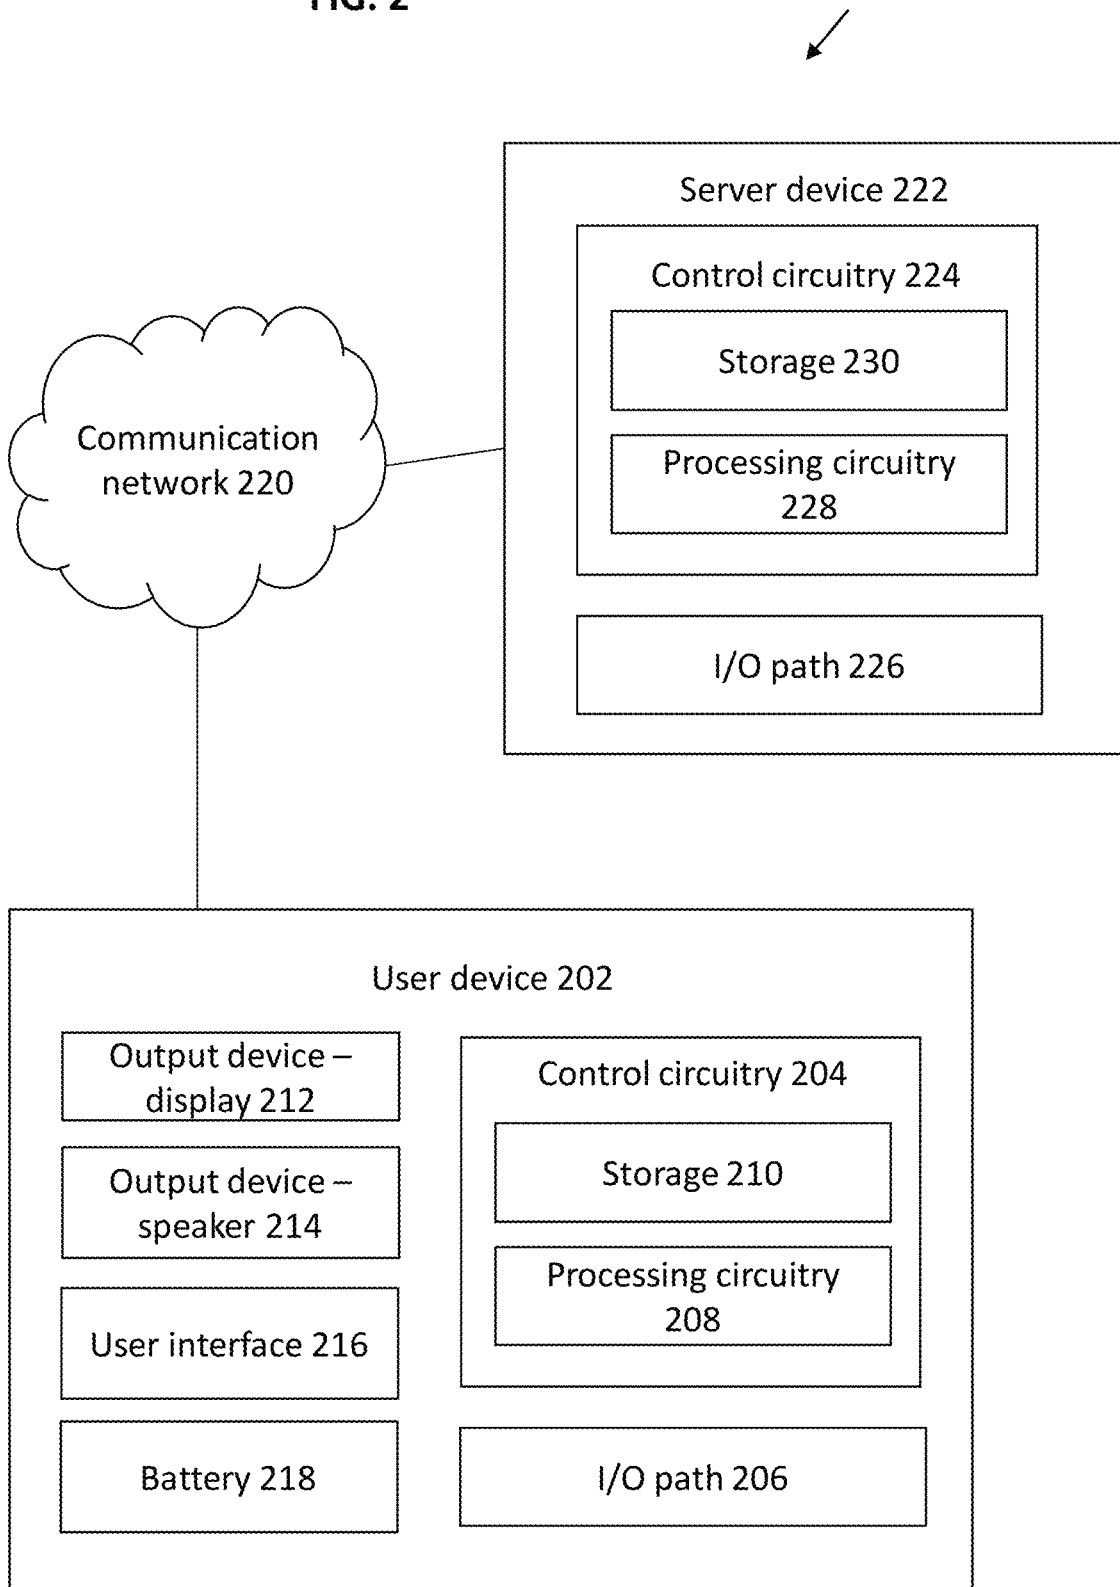 FIG. 2
Server device 222
Control circuitry 224
Storage 230
Processing circuitry
228
I/O path 226
Communication
network 220
User device 202
Output device –
display 212
Output device –
speaker 214
User interface 216
Battery 218
Control circuitry 204
Storage 210
Processing circuitry
208
I/O path 206